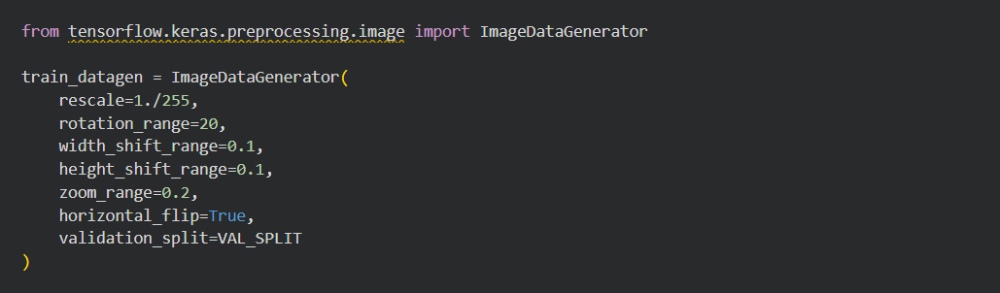 from tensorflow.keras.preprocessing.image import ImageDataGenerator
train_datagen = ImageDataGenerator(
    rescale=1./255,
    rotation_range=20,
    width_shift_range=0.1,
    height_shift_range=0.1,
    zoom_range=0.2,
    horizontal_flip=True,
    validation_split=VAL_SPLIT
)